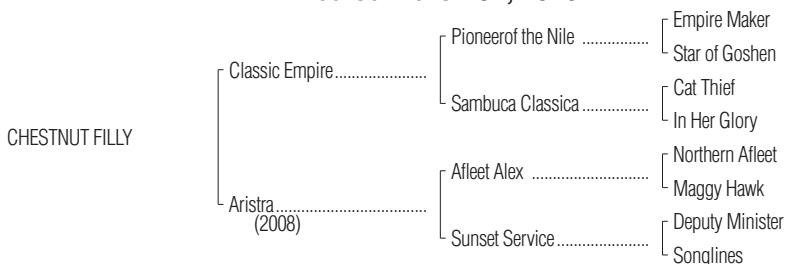 Empire Maker
Pioneerof the Nile ................
Star of Goshen
Classic Empire......................
Cat Thief
Sambuca Classica ................
In Her Glory
CHESTNUT FILLY
Northern Afleet
Afleet Alex ............................
Maggy Hawk
Aristra.....................................
(2008)
Deputy Minister
Sunset Service......................
Songlines